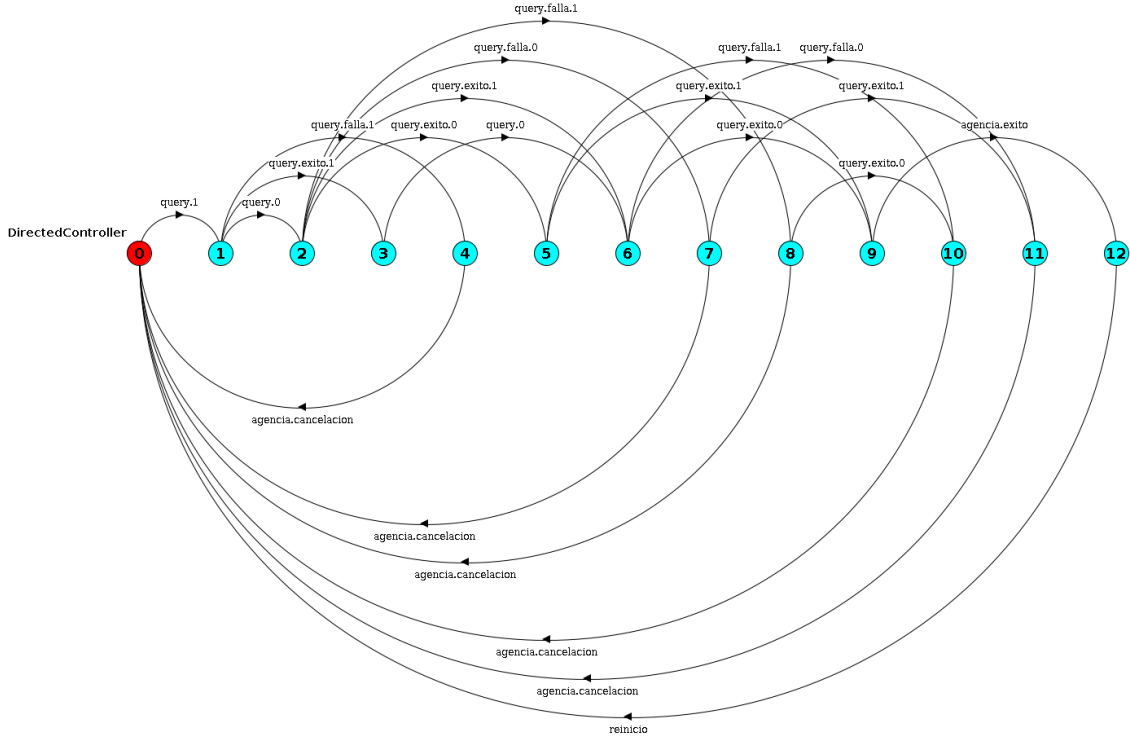 query.falla.1
query.falla.0
query.falla.1
query.falla.0
query.exito.1
query.exito.1
query.exito.1
query.falla.1
query.exito.0
query.0
query.exito.0
agencia.exito
query.exito.1
query.exito.0
query.1
query.0
DirectedController
0
1
2
3
4
5
6
7
8
9
10
11
12
agencia.cancelacion
agencia.cancelacion
agencia.cancelacion
agencia.cancelacion
agencia.cancelacion
reinicio